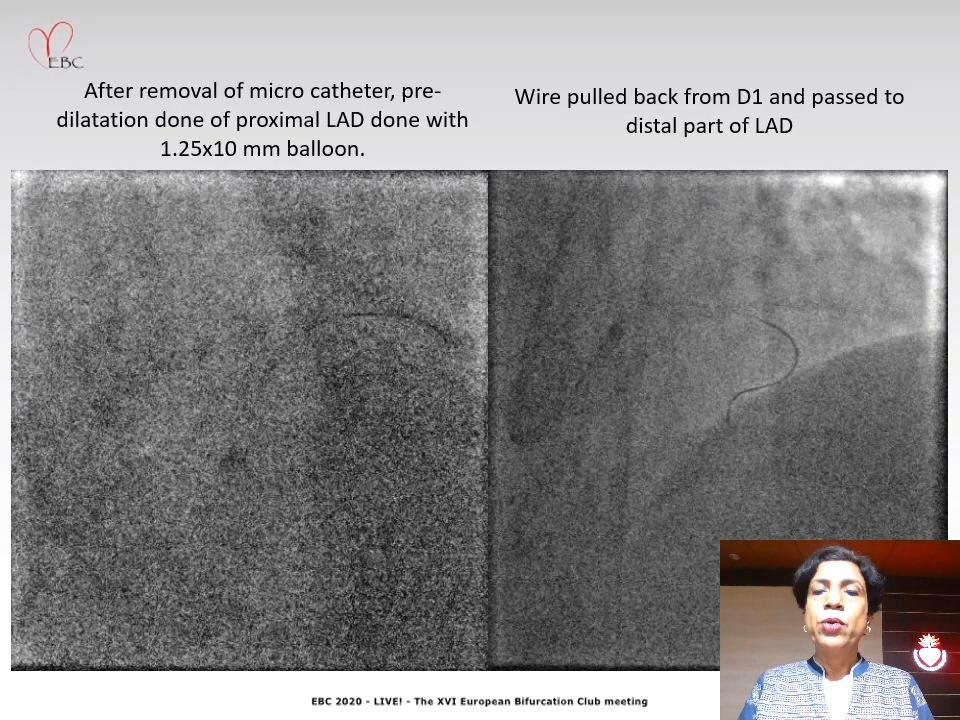 EBC
After removal of micro catheter, pre-
dilatation done of proximal LAD done with
1.25x10 mm balloon.
Wire pulled back from D1 and passed to
distal part of LAD
EBC 2020 - LIVE! - The XVI European Bifurcation Club meeting